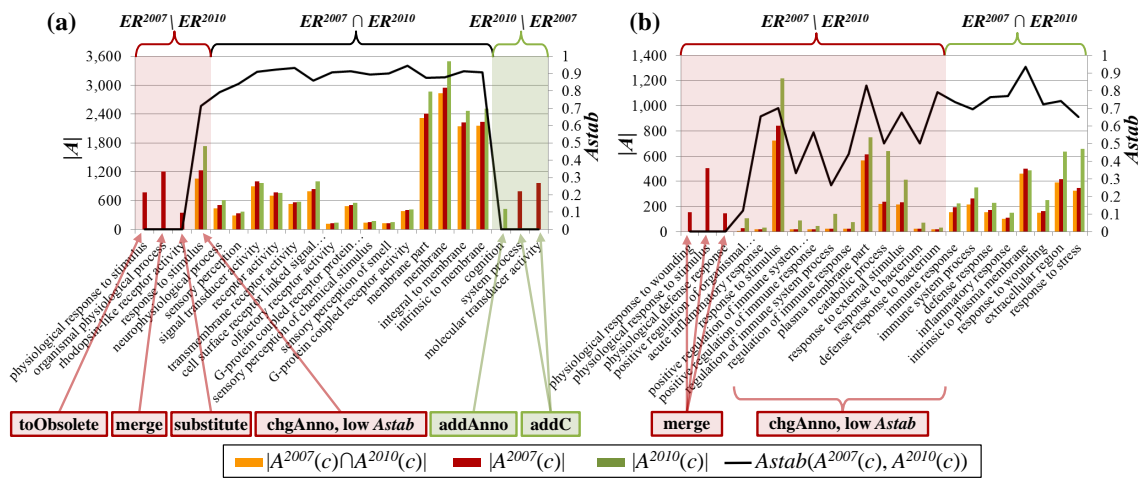 (a) ER²⁰⁰⁷ \ ER²⁰¹⁰ ER²⁰⁰⁷ ∩ ER²⁰¹⁰ ER²⁰¹⁰ \ ER²⁰⁰⁷
3,600
3,000
2,400
1,800
1,200
600
0
|A|
1
0.9
0.8
0.7
0.6
0.5
0.4
0.3
0.2
0.1
0
Astab
physiological response to stimulus
organismal physiological process
rhodopsin-like receptor activity
response to stimulus
neurophysiological process
sensory perception
signal transducer activity
receptor activity
transmembrane receptor activity
cell surface receptor linked signal…
olfactory receptor activity
G-protein coupled receptor protein…
sensory perception of chemical stimulus
sensory perception of smell
G-protein coupled receptor activity
membrane part
membrane
integral to membrane
intrinsic to membrane
cognition
system process
molecular transducer activity
toObsolete
merge
substitute
chgAnno, low Astab
addAnno
addC
(b) ER²⁰⁰⁷ \ ER²⁰¹⁰ ER²⁰⁰⁷ ∩ ER²⁰¹⁰
1,400
1,200
1,000
800
600
400
200
0
|A|
1
0.9
0.8
0.7
0.6
0.5
0.4
0.3
0.2
0.1
0
Astab
physiological response to wounding
physiological response to stimulus
physiological defense response
positive regulation of organismal…
acute inflammatory response
response to stimulus
positive regulation of immune system…
positive regulation of immune response
regulation of immune response
plasma membrane part
catabolic process
response to external stimulus
response to bacterium
defense response to bacterium
immune response
immune system process
defense response
inflammatory response
intrinsic to plasma membrane
response to wounding
extracellular region
response to stress
merge
chgAnno, low Astab
|A²⁰⁰⁷(c)∩A²⁰¹⁰(c)| |A²⁰⁰⁷(c)| |A²⁰¹⁰(c)| Astab(A²⁰⁰⁷(c), A²⁰¹⁰(c))